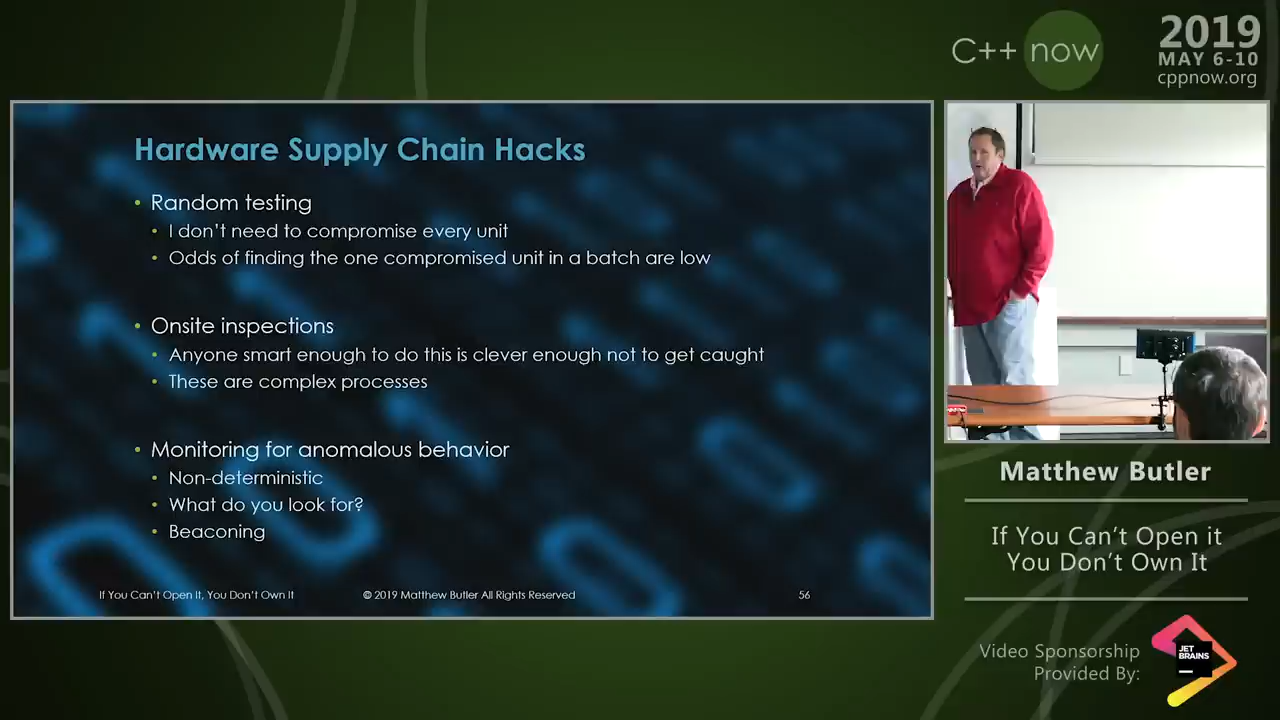 C++ now
2019
MAY 6-10
cppnow.org
Hardware Supply Chain Hacks
• Random testing
• I don't need to compromise every unit
• Odds of finding the one compromised unit in a batch are low
• Onsite inspections
• Anyone smart enough to do this is clever enough not to get caught
• These are complex processes
• Monitoring for anomalous behavior
• Non-deterministic
• What do you look for?
• Beaconing
If You Can't Open It, You Don't Own It
© 2019 Matthew Butler All Rights Reserved
56
Matthew Butler
If You Can't Open it
You Don't Own It
Video Sponsorship
Provided By:
JET
BRAINS